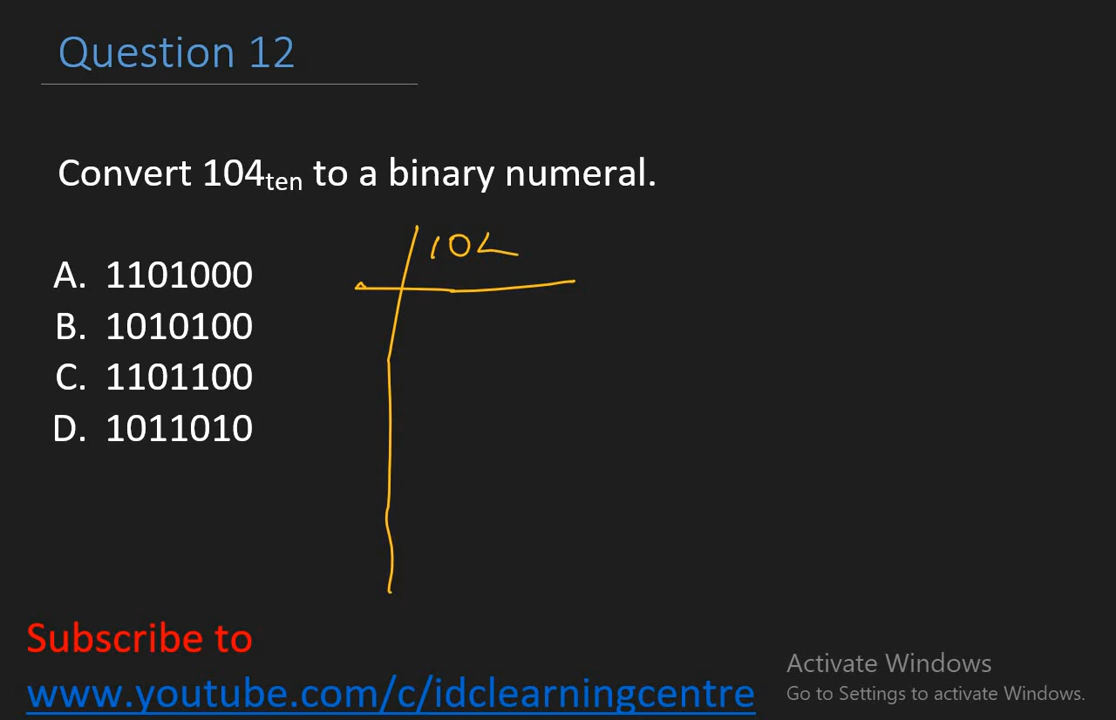 Question 12
Convert 104ten to a binary numeral.
104
A. 1101000
B. 1010100
C. 1101100
D. 1011010
Subscribe to
www.youtube.com/c/idclearningcentre
Activate Windows
Go to Settings to activate Windows.